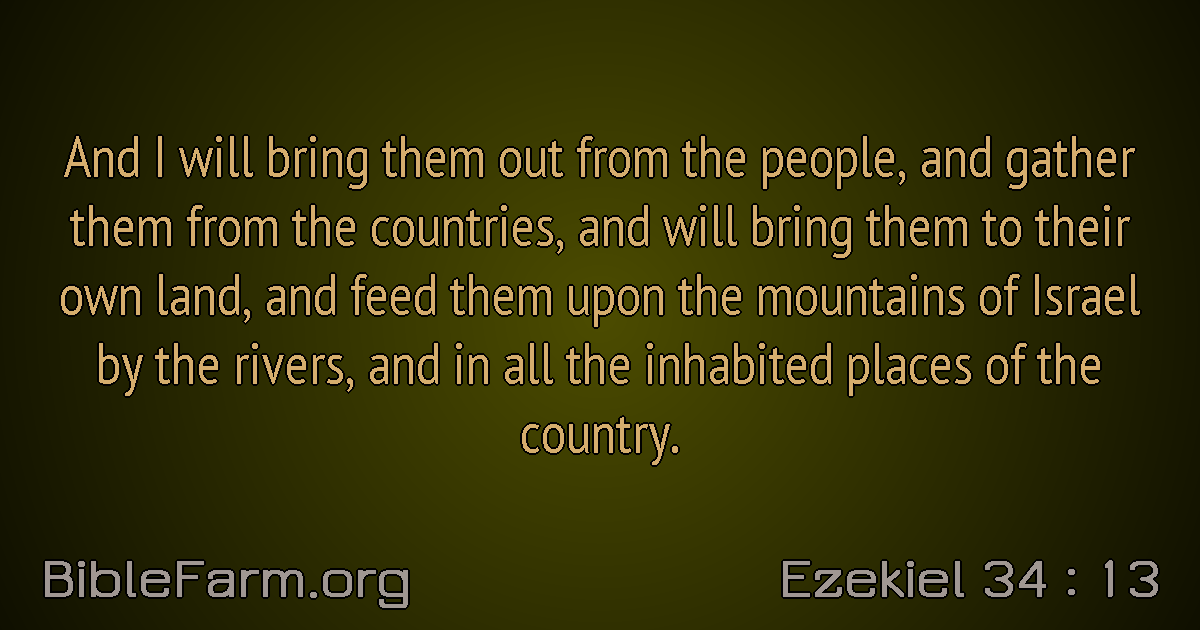 And I will bring them out from the people, and gather
them from the countries, and will bring them to their
own land, and feed them upon the mountains of Israel
by the rivers, and in all the inhabited places of the
country.
BibleFarm.org
Ezekiel 34 : 13